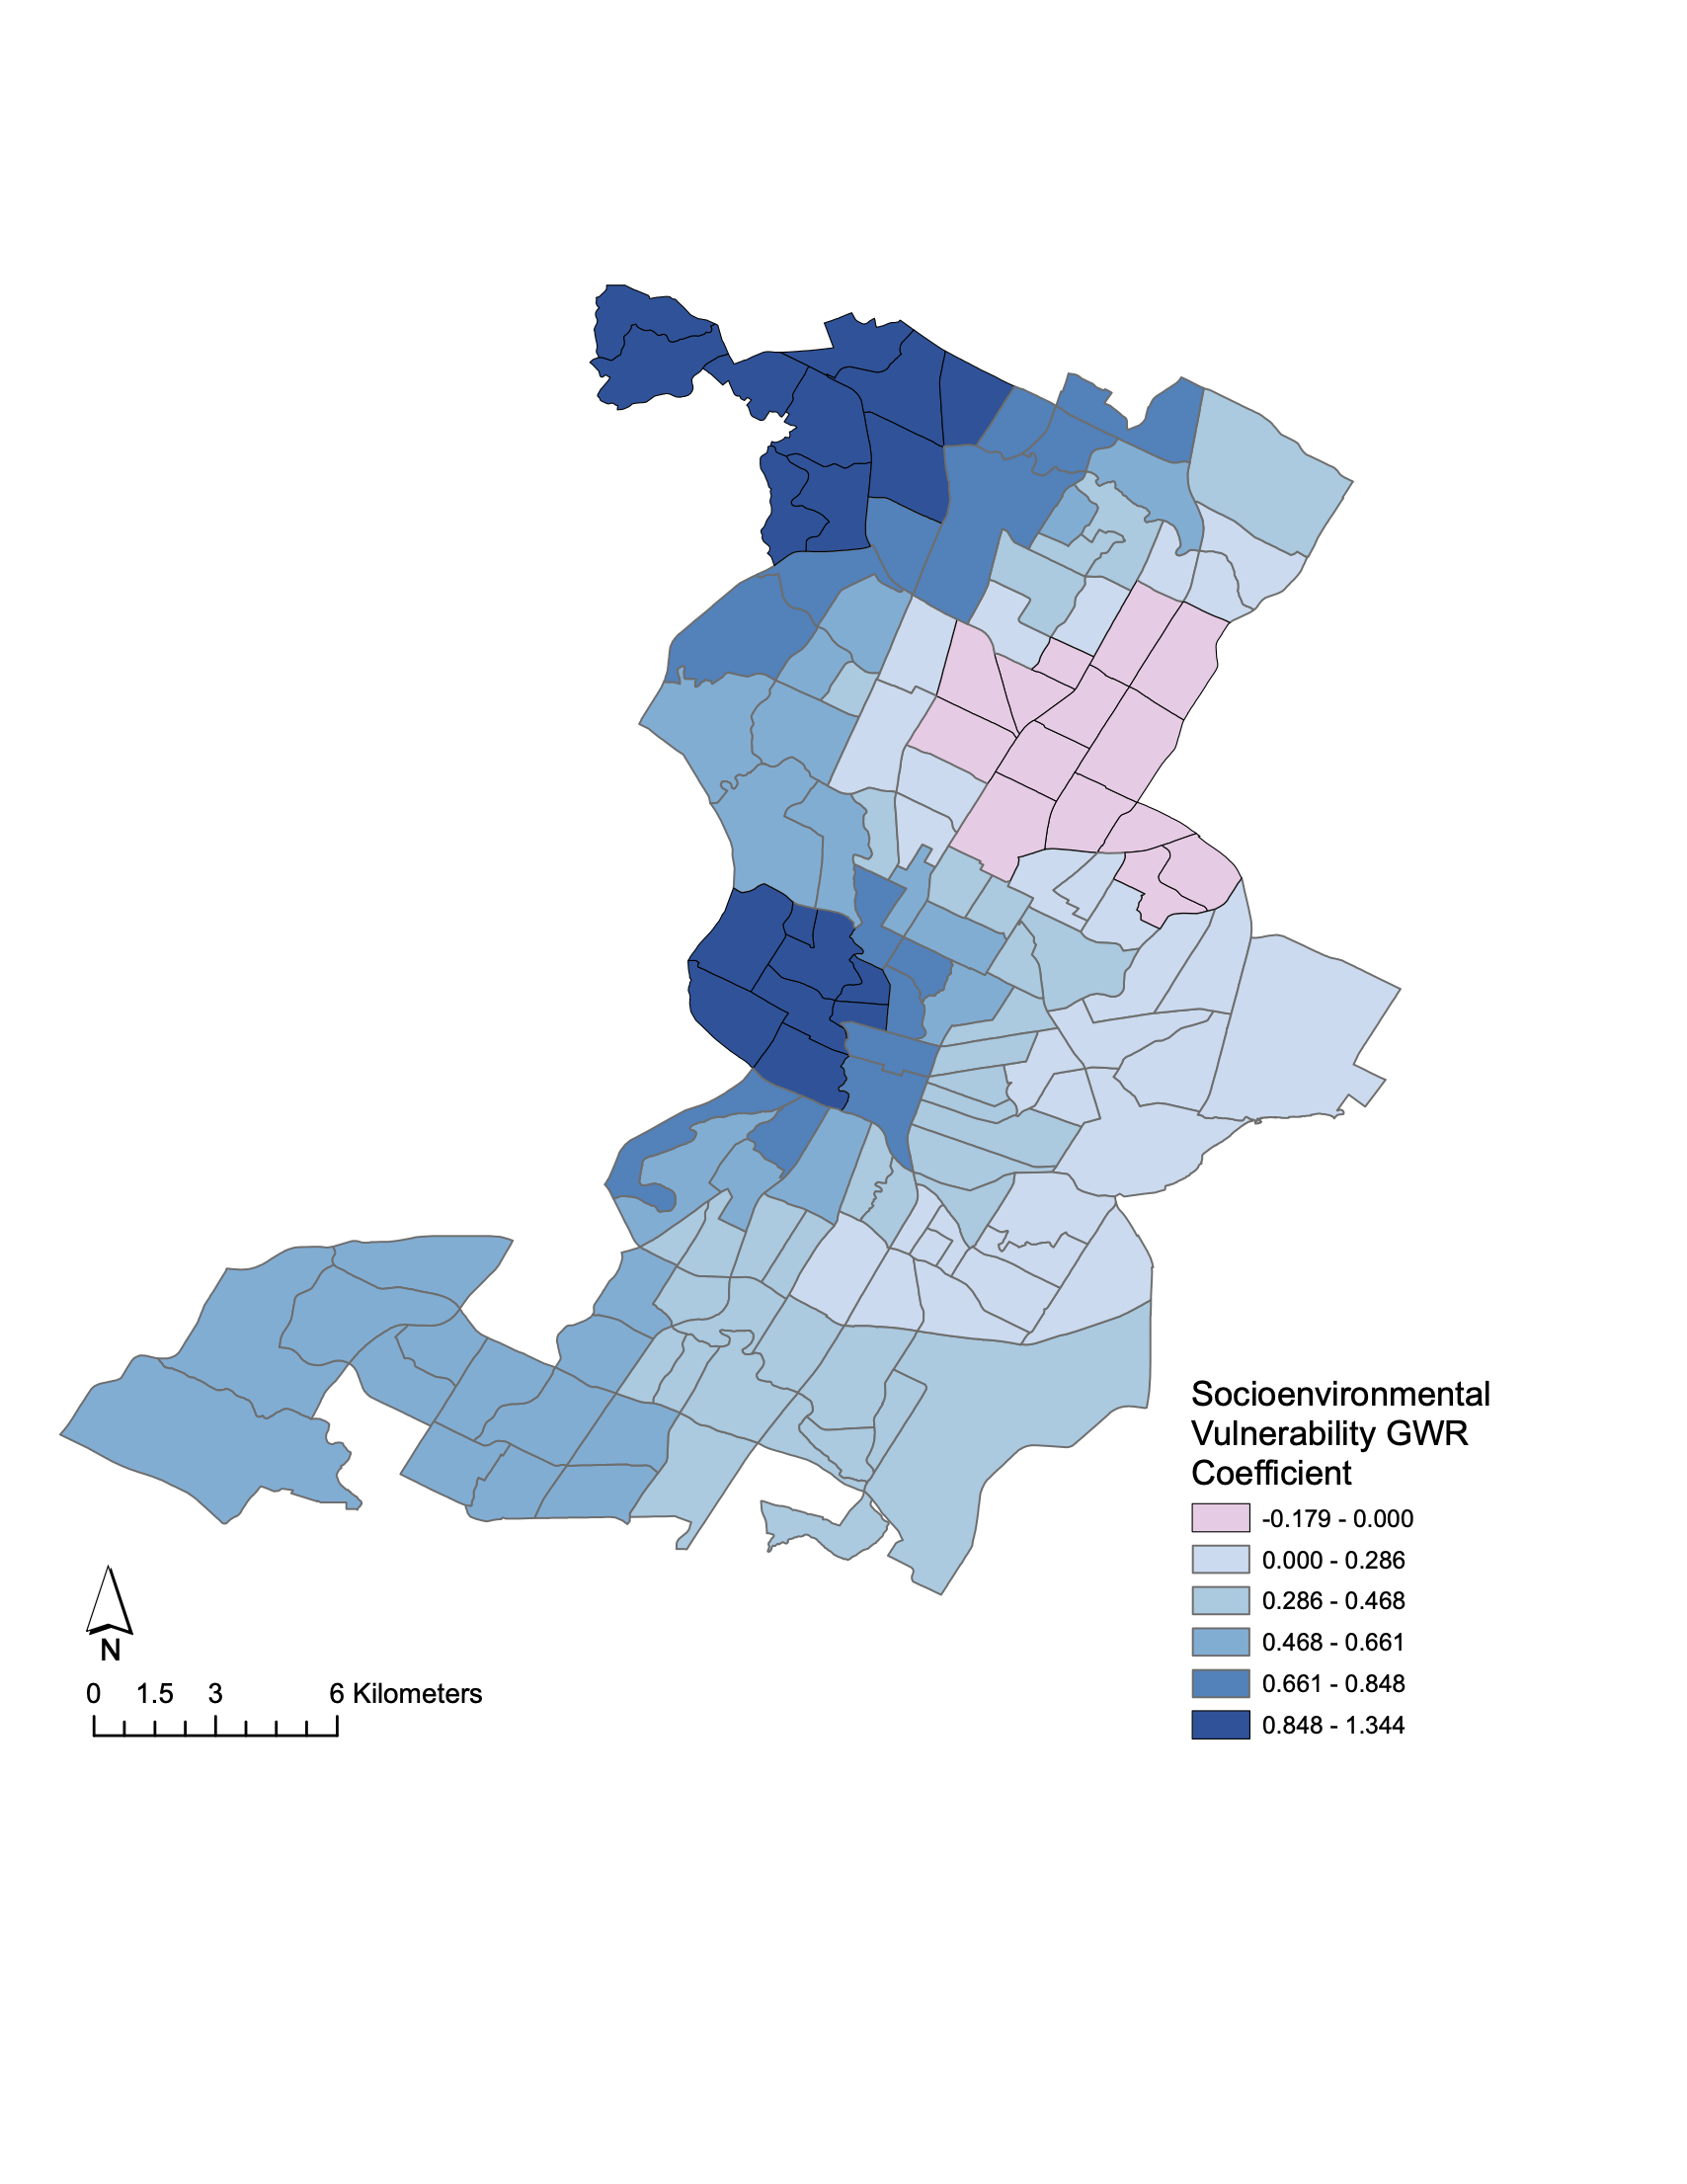 Socioenvironmental
Vulnerability GWR
Coefficient
-0.179 - 0.000
0.000 - 0.286
0.286 - 0.468
0.468 - 0.661
0.661 - 0.848
0.848 - 1.344
N
0 1.5 3 6 Kilometers